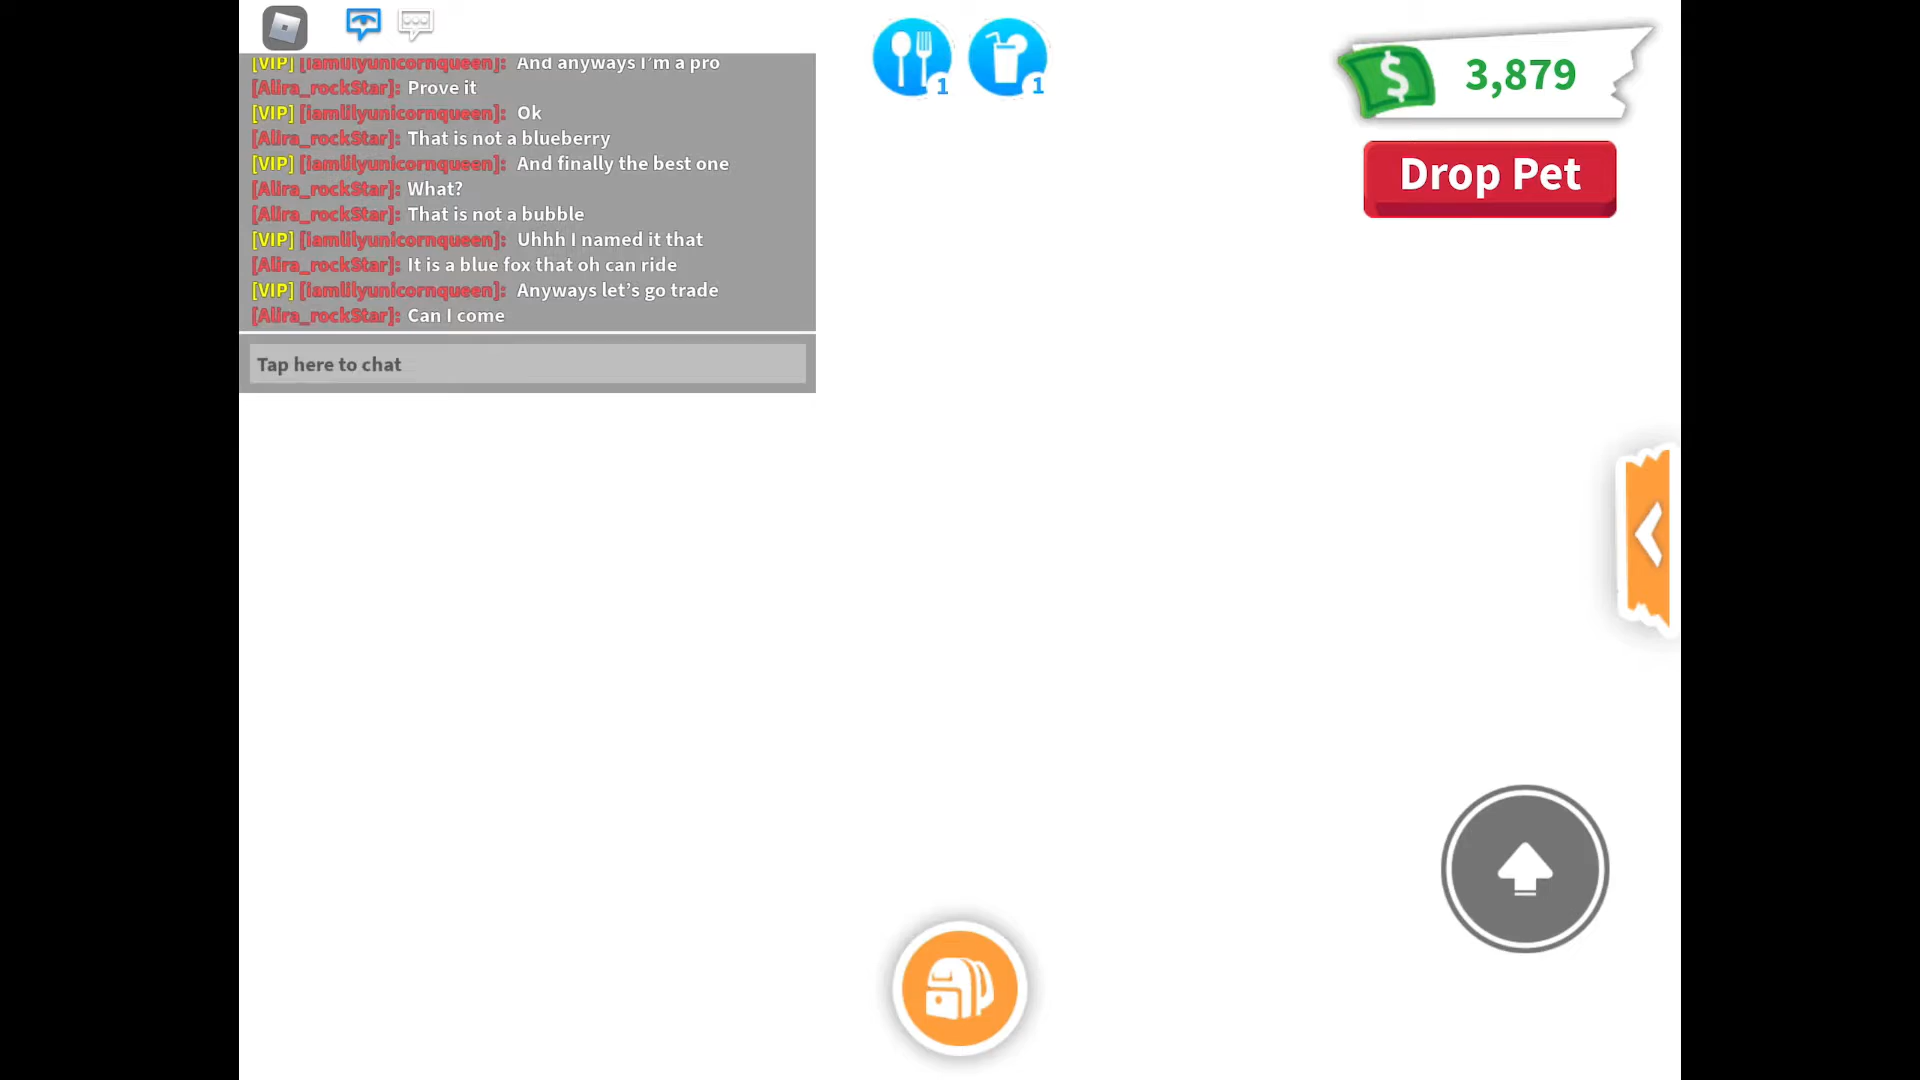 [VIP] [iamlilyunicornqueen]: And anyways I'm a pro
[Alira_rockStar]: Prove it
[VIP] [iamlilyunicornqueen]: Ok
[Alira_rockStar]: That is not a blueberry
[VIP] [iamlilyunicornqueen]: And finally the best one
[Alira_rockStar]: What?
[Alira_rockStar]: That is not a bubble
[VIP] [iamlilyunicornqueen]: Uhhh I named it that
[Alira_rockStar]: It is a blue fox that oh can ride
[VIP] [iamlilyunicornqueen]: Anyways let’s go trade
[Alira_rockStar]: Can I come
Tap here to chat
1
1
$
3,879
Drop Pet